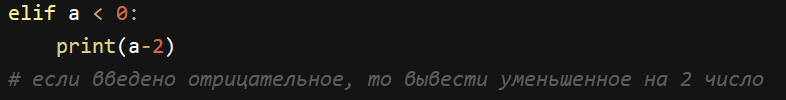 elif a < 0:
    print(a-2)
# если введено отрицательное, то вывести уменьшенное на 2 число